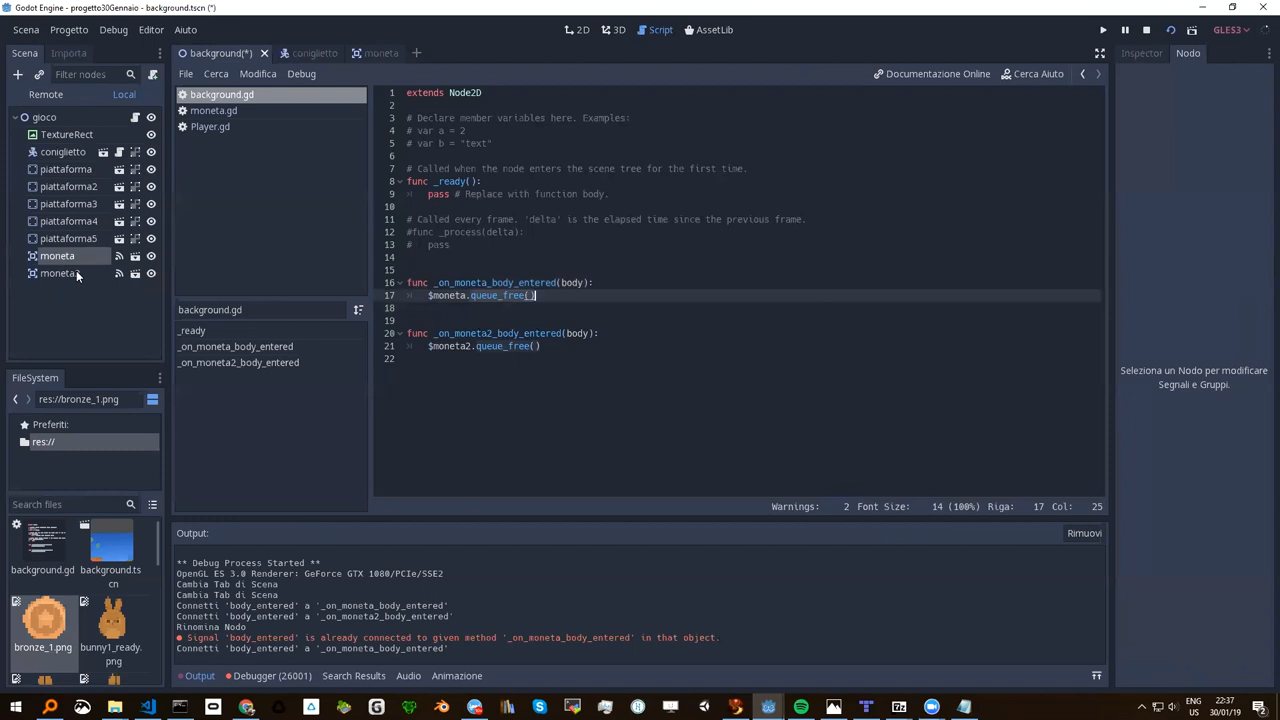 Godot Engine - progetto30Gennaio - background.tscn (*)
Scena Progetto Debug Editor Aiuto
2D 3D Script AssetLib
GLES3
Scena Importa
background(*) coniglietto moneta
Inspector Nodo
Filter nodes
File Cerca Modifica Debug
Documentazione Online Cerca Aiuto
Remote Local
background.gd
moneta.gd
Player.gd
gioco
TextureRect
coniglietto
piattaforma
piattaforma2
piattaforma3
piattaforma4
piattaforma5
moneta
moneta2
1 extends Node2D
2
3 # Declare member variables here. Examples:
4 # var a = 2
5 # var b = "text"
6
7 # Called when the node enters the scene tree for the first time.
8 func _ready():
9 pass # Replace with function body.
10
11 # Called every frame. 'delta' is the elapsed time since the previous frame.
12 #func _process(delta):
13 # pass
14
15
16 func _on_moneta_body_entered(body):
17 $moneta.queue_free()
18
19
20 func _on_moneta2_body_entered(body):
21 $moneta2.queue_free()
22
background.gd
_ready
_on_moneta_body_entered
_on_moneta2_body_entered
Seleziona un Nodo per modificare
Segnali e Gruppi.
Warnings: 2 Font Size: 14 (100%) Riga: 17 Col: 25
FileSystem
res://bronze_1.png
Preferiti:
res://
Search files
background.gd
background.ts
cn
bronze_1.png
bunny1_ready.
png
Output:
Rimuovi
** Debug Process Started **
OpenGL ES 3.0 Renderer: GeForce GTX 1080/PCIe/SSE2
Cambia Tab di Scena
Cambia Tab di Scena
Connetti 'body_entered' a '_on_moneta_body_entered'
Connetti 'body_entered' a '_on_moneta2_body_entered'
Rinomina Nodo
Signal 'body_entered' is already connected to given method '_on_moneta_body_entered' in that object.
Connetti 'body_entered' a '_on_moneta_body_entered'
Output Debugger (26001) Search Results Audio Animazione
ENG
22:37
30/01/19
2